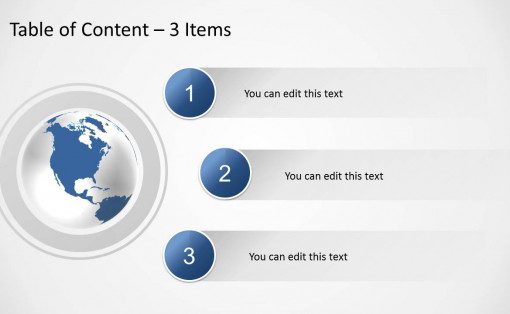 Table of Content – 3 Items
1
You can edit this text
2
You can edit this text
3
You can edit this text